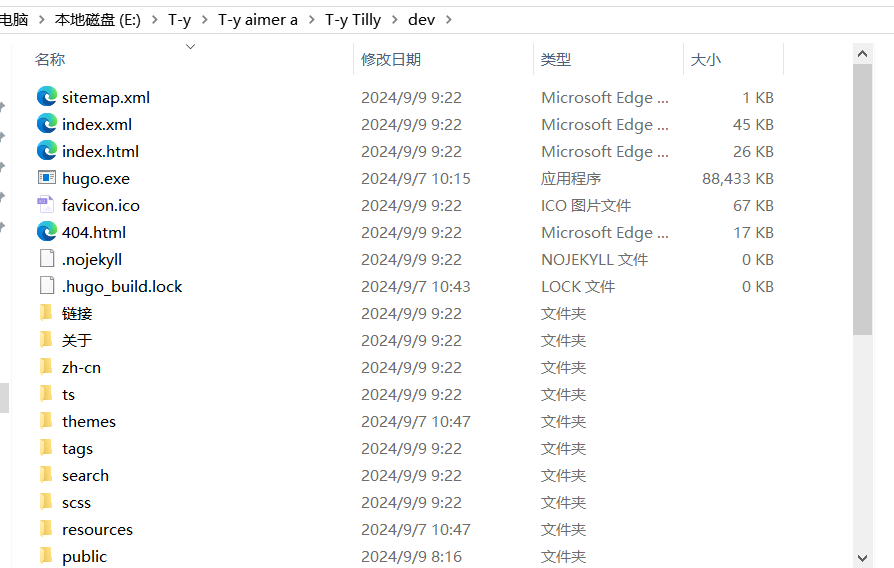 电脑 > 本地磁盘 (E:) > T-y > T-y aimer a > T-y Tilly > dev >
名称 修改日期 类型 大小
sitemap.xml 2024/9/9 9:22 Microsoft Edge ... 1 KB
index.xml 2024/9/9 9:22 Microsoft Edge ... 45 KB
index.html 2024/9/9 9:22 Microsoft Edge ... 26 KB
hugo.exe 2024/9/7 10:15 应用程序 88,433 KB
favicon.ico 2024/9/9 9:22 ICO 图片文件 67 KB
404.html 2024/9/9 9:22 Microsoft Edge ... 17 KB
.nojekyll 2024/9/9 9:22 NOJEKYLL 文件 0 KB
.hugo_build.lock 2024/9/7 10:43 LOCK 文件 0 KB
链接 2024/9/9 9:22 文件夹
关于 2024/9/9 9:22 文件夹
zh-cn 2024/9/9 9:22 文件夹
ts 2024/9/9 9:22 文件夹
themes 2024/9/7 10:47 文件夹
tags 2024/9/9 9:22 文件夹
search 2024/9/9 9:22 文件夹
scss 2024/9/9 9:22 文件夹
resources 2024/9/7 10:47 文件夹
public 2024/9/9 8:16 文件夹